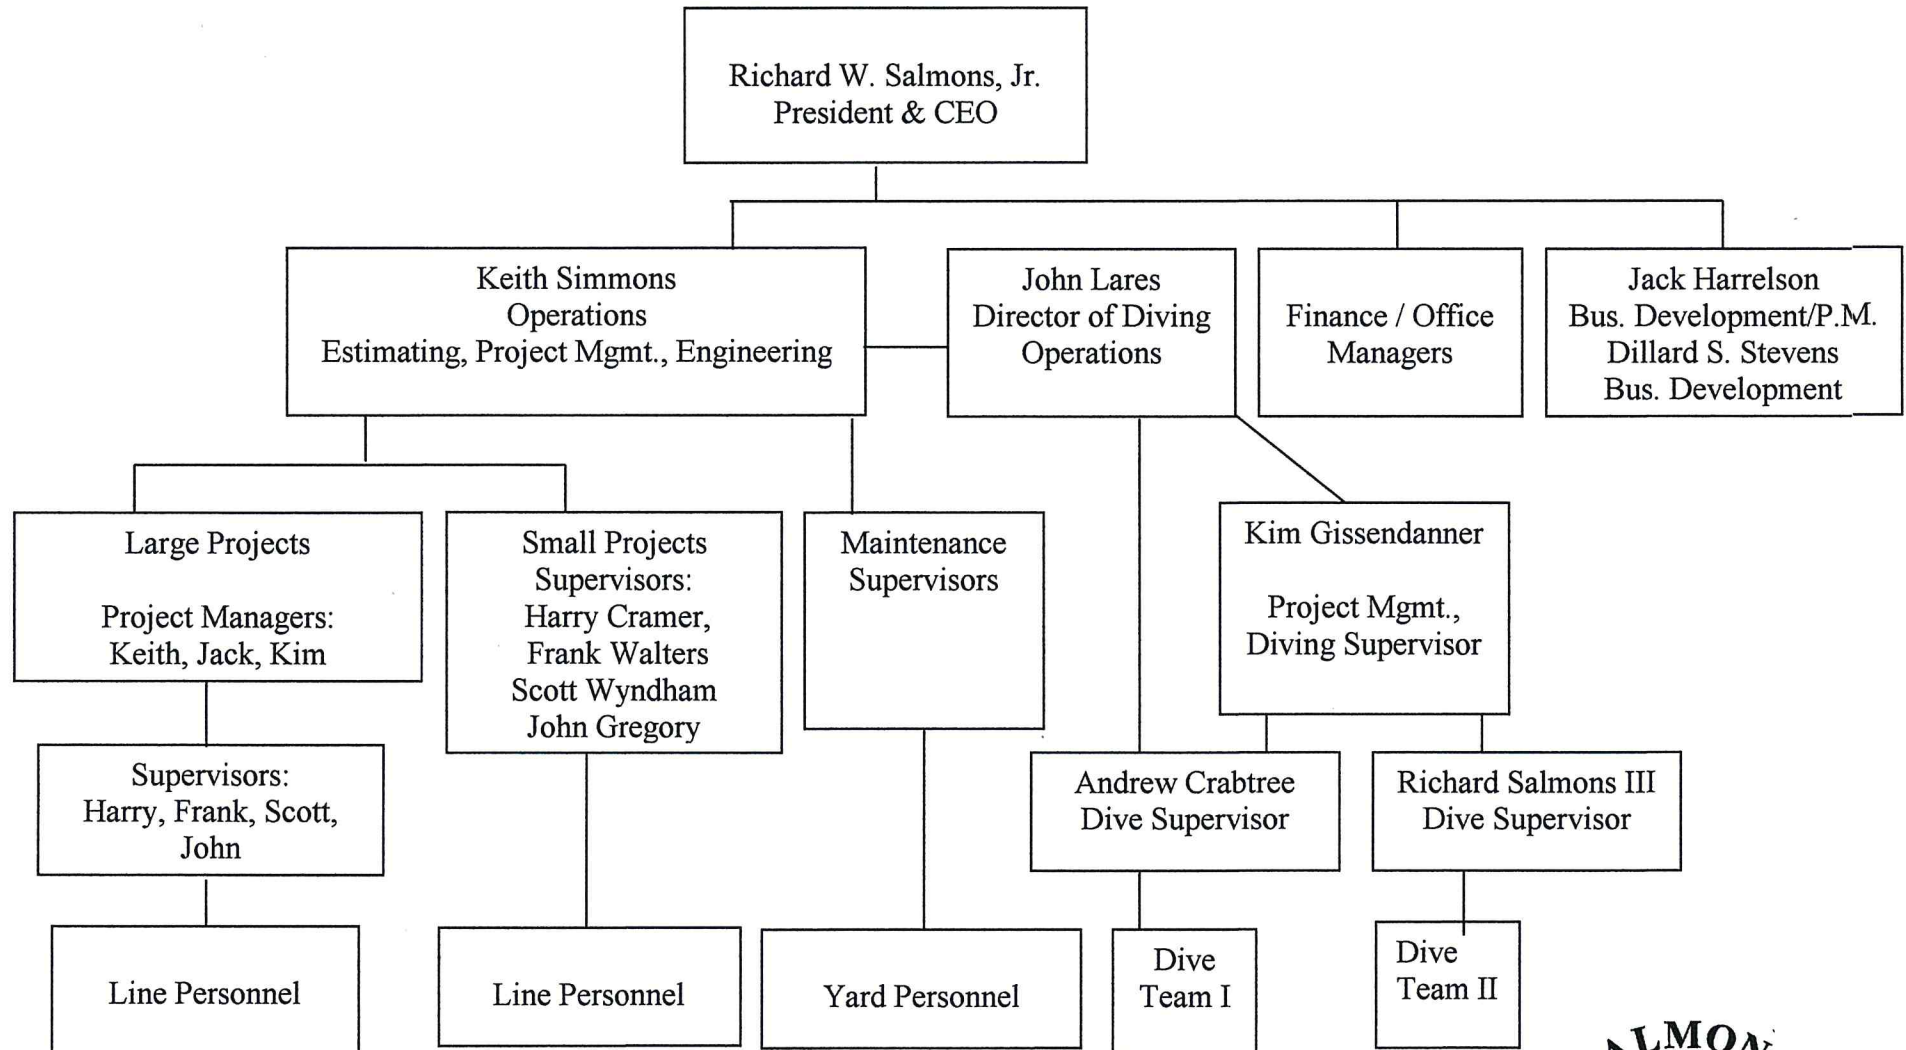 Richard W. Salmons, Jr.
President & CEO
Keith Simmons
Operations
Estimating, Project Mgmt., Engineering
John Lares
Director of Diving
Operations
Finance / Office
Managers
Jack Harrelson
Bus. Development/P.M.
Dillard S. Stevens
Bus. Development
Large Projects
Project Managers:
Keith, Jack, Kim
Small Projects
Supervisors:
Harry Cramer,
Frank Walters
Scott Wyndham
John Gregory
Maintenance
Supervisors
Kim Gissendanner
Project Mgmt.,
Diving Supervisor
Supervisors:
Harry, Frank, Scott,
John
Andrew Crabtree
Dive Supervisor
Richard Salmons III
Dive Supervisor
Line Personnel
Line Personnel
Yard Personnel
Dive
Team I
Dive
Team II